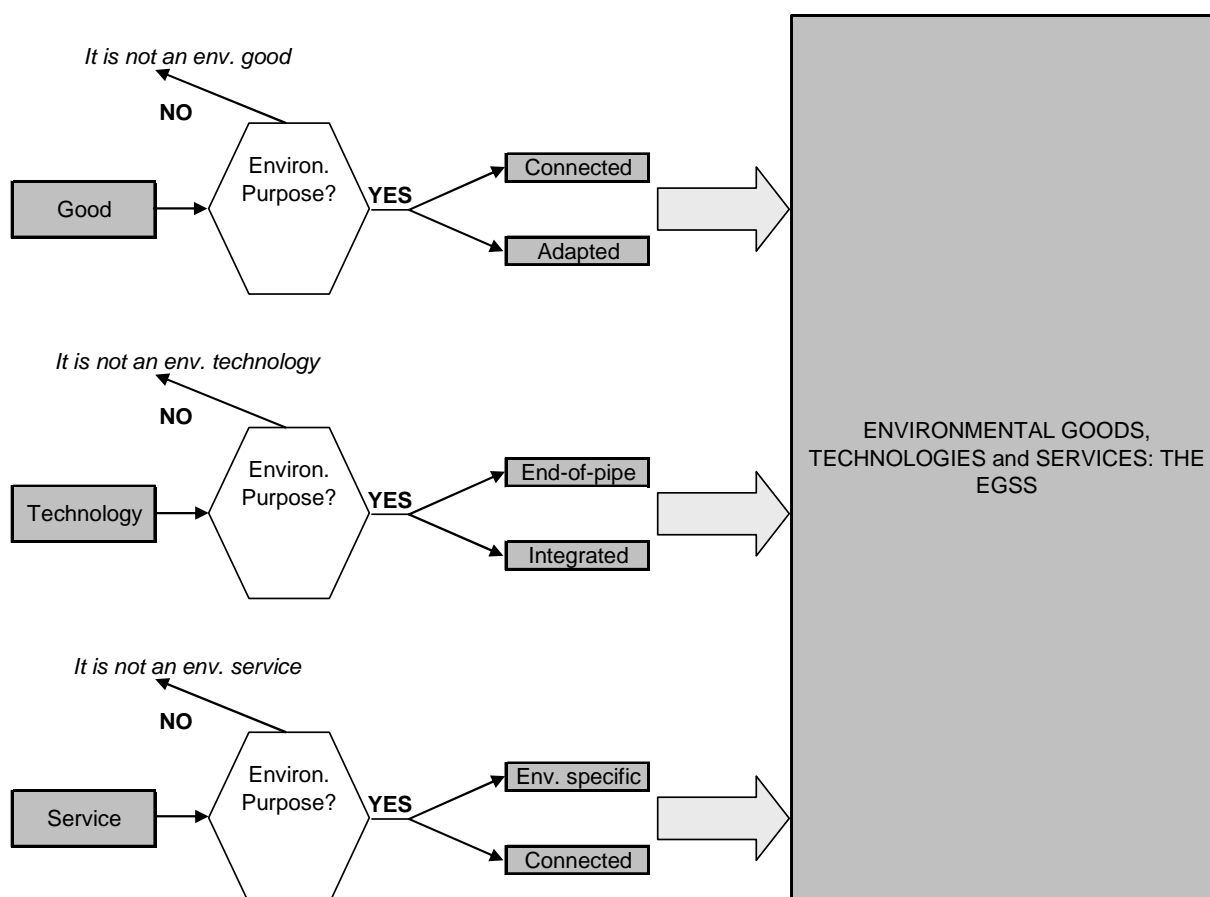 It is not an env. good
NO
Environ.
Purpose?
YES
Connected
Good
Adapted
It is not an env. technology
NO
Environ.
Purpose?
YES
End-of-pipe
Technology
Integrated
ENVIRONMENTAL GOODS,
TECHNOLOGIES and SERVICES: THE
EGSS
It is not an env. service
NO
Environ.
Purpose?
YES
Env. specific
Service
Connected